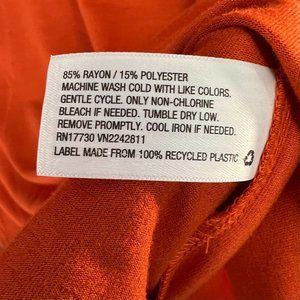 85% RAYON / 15% POLYESTER
MACHINE WASH COLD WITH LIKE COLORS.
GENTLE CYCLE. ONLY NON-CHLORINE
BLEACH IF NEEDED. TUMBLE DRY LOW.
REMOVE PROMPTLY. COOL IRON IF NEEDED.
RN17730 VN2242811
LABEL MADE FROM 100% RECYCLED PLASTIC